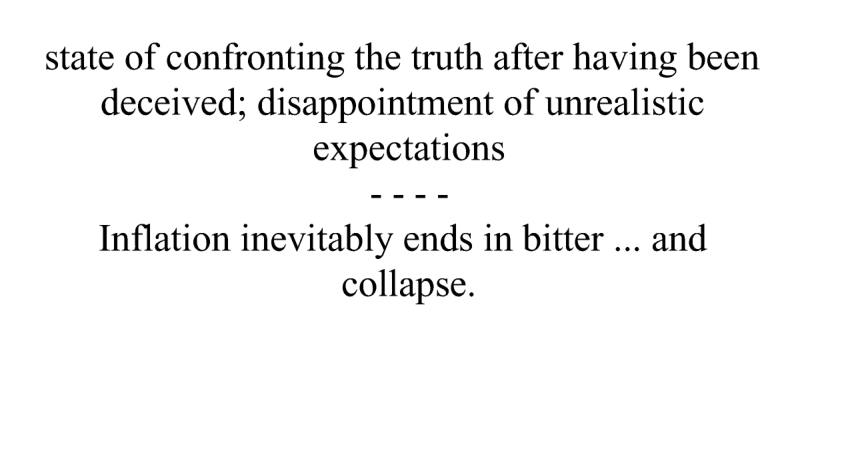 state of confronting the truth after having been
deceived; disappointment of unrealistic
expectations
- - - -
Inflation inevitably ends in bitter ... and
collapse.